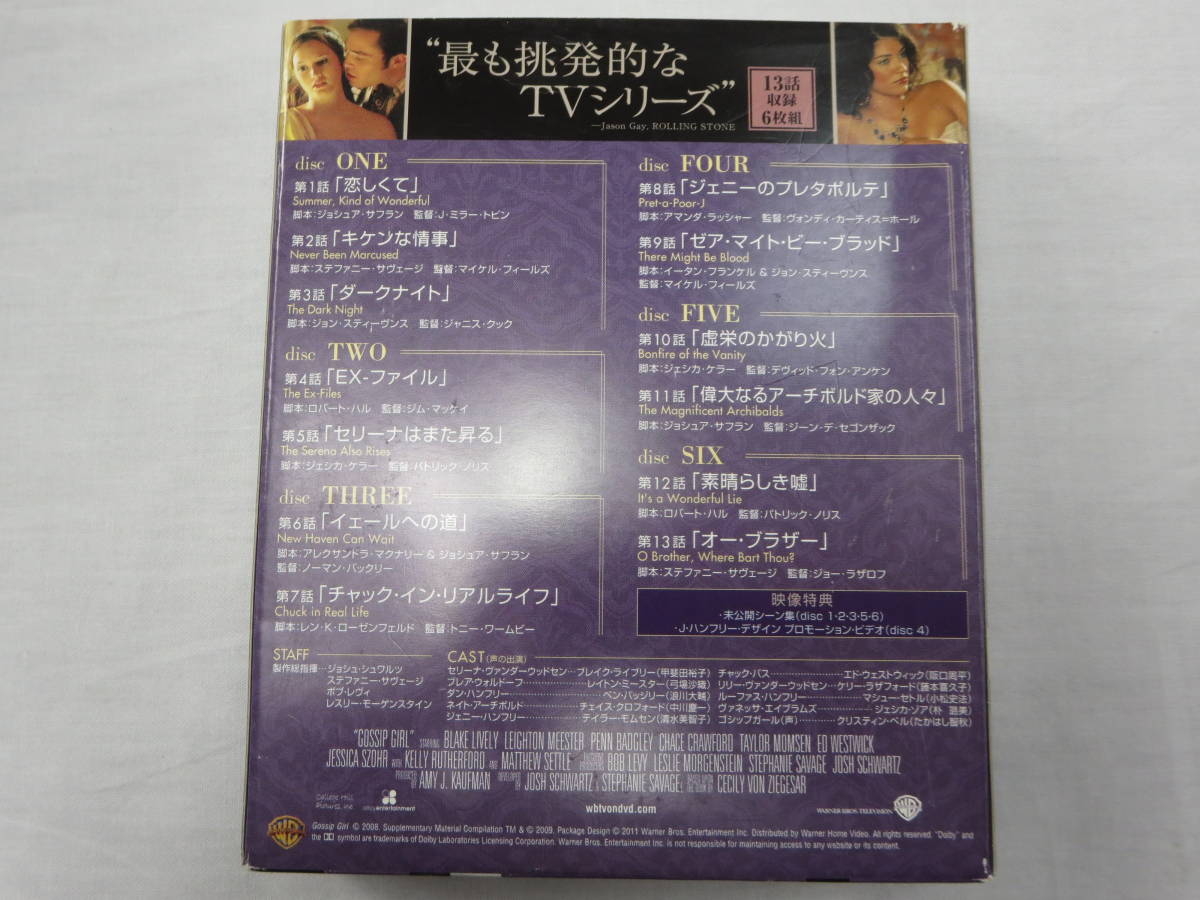 “最も挑発的な
TVシリーズ”
—Jason Gay, ROLLING STONE
13話
収録
6枚組
disc ONE
第1話「恋しくて」
Summer, Kind of Wonderful
脚本：ジョシュア・サフラン 監督：J・ミラー・トビン
第2話「キケンな情事」
Never Been Marcused
脚本：ステファニー・サヴェージ 監督：マイケル・フィールズ
第3話「ダークナイト」
The Dark Night
脚本：ジョン・スティーヴンス 監督：ジャニス・クック
disc TWO
第4話「EX-ファイル」
The Ex-Files
脚本：ロバート・ハル 監督：ジム・マッケイ
第5話「セリーナはまた昇る」
The Serena Also Rises
脚本：ジェシカ・ケラー 監督：パトリック・ノリス
disc THREE
第6話「イェールへの道」
New Haven Can Wait
脚本：アレクサンドラ・マクナリー & ジョシュア・サフラン
監督：ノーマン・バックリー
第7話「チャック・イン・リアルライフ」
Chuck in Real Life
脚本：レン・K・ローゼンフェルド 監督：トニー・ワームビー
disc FOUR
第8話「ジェニーのプレタポルテ」
Pret-a-Poor-J
脚本：アマンダ・ラッシャー 監督：ヴォンディ・カーティス=ホール
第9話「ゼア・マイト・ビー・ブラッド」
There Might Be Blood
脚本：イータン・フランケル & ジョン・スティーヴンス
監督：マイケル・フィールズ
disc FIVE
第10話「虚栄のかがり火」
Bonfire of the Vanity
脚本：ジェシカ・ケラー 監督：デヴィッド・フォン・アンケン
第11話「偉大なるアーチボルド家の人々」
The Magnificent Archibalds
脚本：ジョシュア・サフラン 監督：ジーン・デ・セゴンザック
disc SIX
第12話「素晴らしき嘘」
It's a Wonderful Lie
脚本：ロバート・ハル 監督：パトリック・ノリス
第13話「オー・ブラザー」
O Brother, Where Bart Thou?
脚本：ステファニー・サヴェージ 監督：ジョー・ラザロフ
映像特典
・未公開シーン集（disc 1・2・3・5・6）
・J・ハンフリー・デザイン プロモーション・ビデオ（disc 4）
STAFF
製作総指揮…ジョシュ・シュワルツ
ステファニー・サヴェージ
ボブ・レヴィ
レスリー・モーゲンスタイン
CAST（声の出演）
セリーナ・ヴァンダーウッドセン…ブレイク・ライブリー（甲斐田裕子）
ブレア・ウォルドーフ…レイトン・ミースター（弓場沙織）
ダン・ハンフリー…ペン・バッジリー（浪川大輔）
ネイト・アーチボルド…チェイス・クロフォード（中川慶一）
ジェニー・ハンフリー…テイラー・モムセン（清水美智子）
チャック・バス…エド・ウェストウィック（阪口周平）
リリー・ヴァンダーウッドセン…ケリー・ラザフォード（藤本喜久子）
ルーファス・ハンフリー…マシュー・セトル（小松史法）
ヴァネッサ・エイブラムズ…ジェシカ・ゾア（朴 璐美）
ゴシップガール（声）…クリスティン・ベル（たかはし智秋）
"GOSSIP GIRL" STARRING BLAKE LIVELY LEIGHTON MEESTER PENN BADGLEY CHACE CRAWFORD TAYLOR MOMSEN ED WESTWICK
JESSICA SZOHR WITH KELLY RUTHERFORD AND MATTHEW SETTLE BOB LEVY LESLIE MORGENSTEIN STEPHANIE SAVAGE JOSH SCHWARTZ
PRODUCED BY AMY J. KAUFMAN DEVELOPED BY JOSH SCHWARTZ & STEPHANIE SAVAGE CECILY VON ZIEGESAR
College Hill
Pictures, Inc
alloyentertainment
wbtvondvd.com
WARNER BROS. TELEVISION
Gossip Girl © 2008. Supplementary Material Compilation TM & © 2009. Package Design © 2011 Warner Bros. Entertainment Inc. Distributed by Warner Home Video. All rights reserved. "Dolby" and
the DD symbol are trademarks of Dolby Laboratories Licensing Corporation. Warner Bros. Entertainment Inc. is not responsible for maintaining access to any website or its content.